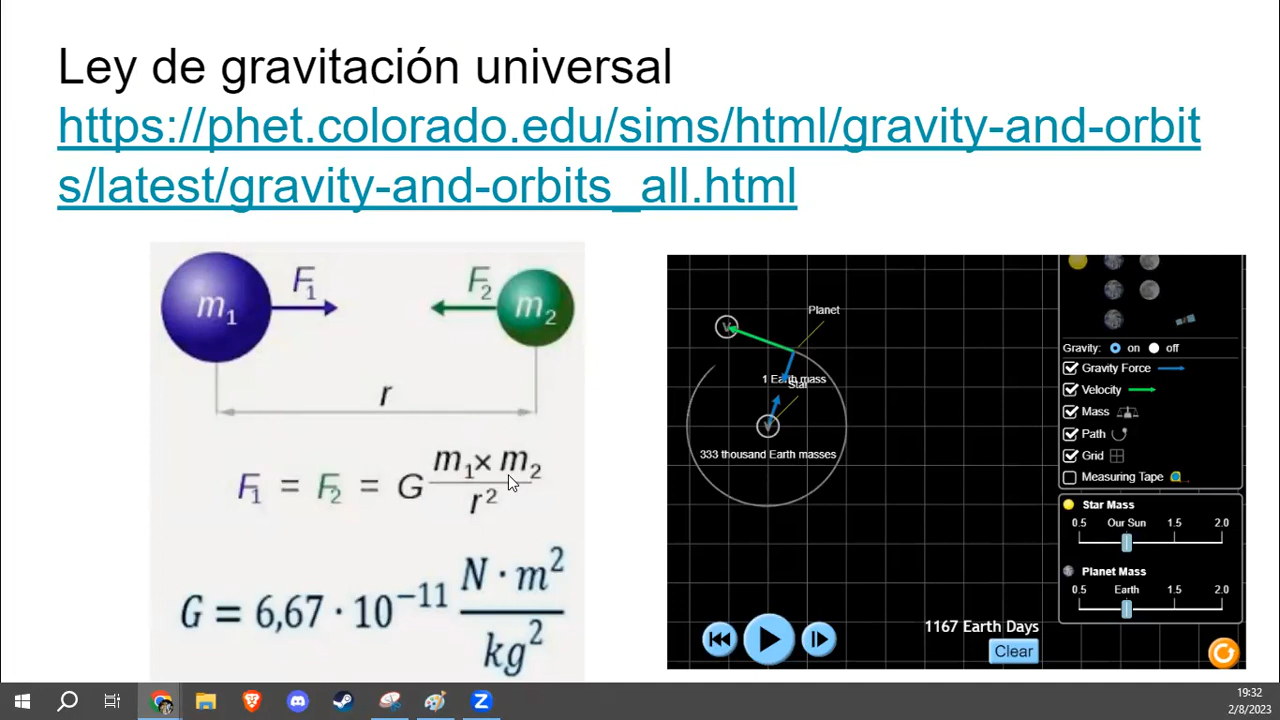 Ley de gravitación universal
https://phet.colorado.edu/sims/html/gravity-and-orbit
s/latest/gravity-and-orbits_all.html
m₁ F₁ F₂ m₂
r
F₁ = F₂ = G m₁ × m₂ / r²
G = 6,67 · 10⁻¹¹ N · m² / kg²
Planet
V
1 Earth mass
Star
V
333 thousand Earth masses
1167 Earth Days
Clear
Gravity: on off
Gravity Force
Velocity
Mass
Path
Grid
Measuring Tape
Star Mass
0.5 Our Sun 1.5 2.0
Planet Mass
0.5 Earth 1.5 2.0
19:32
2/8/2023